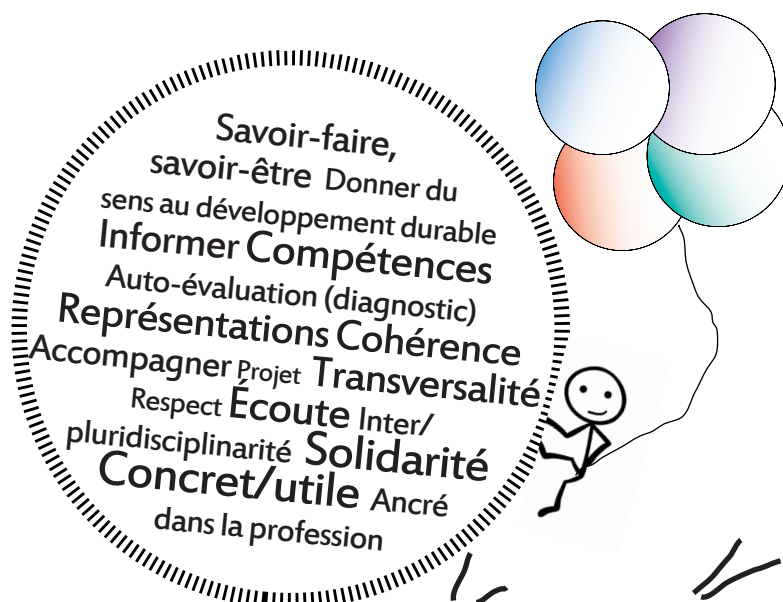 Savoir-faire,
savoir-être Donner du
sens au développement durable
Informer Compétences
Auto-évaluation (diagnostic)
Représentations Cohérence
Accompagner Projet Transversalité
Respect Écoute Inter/
pluridisciplinarité Solidarité
Concret/utile Ancré
dans la profession